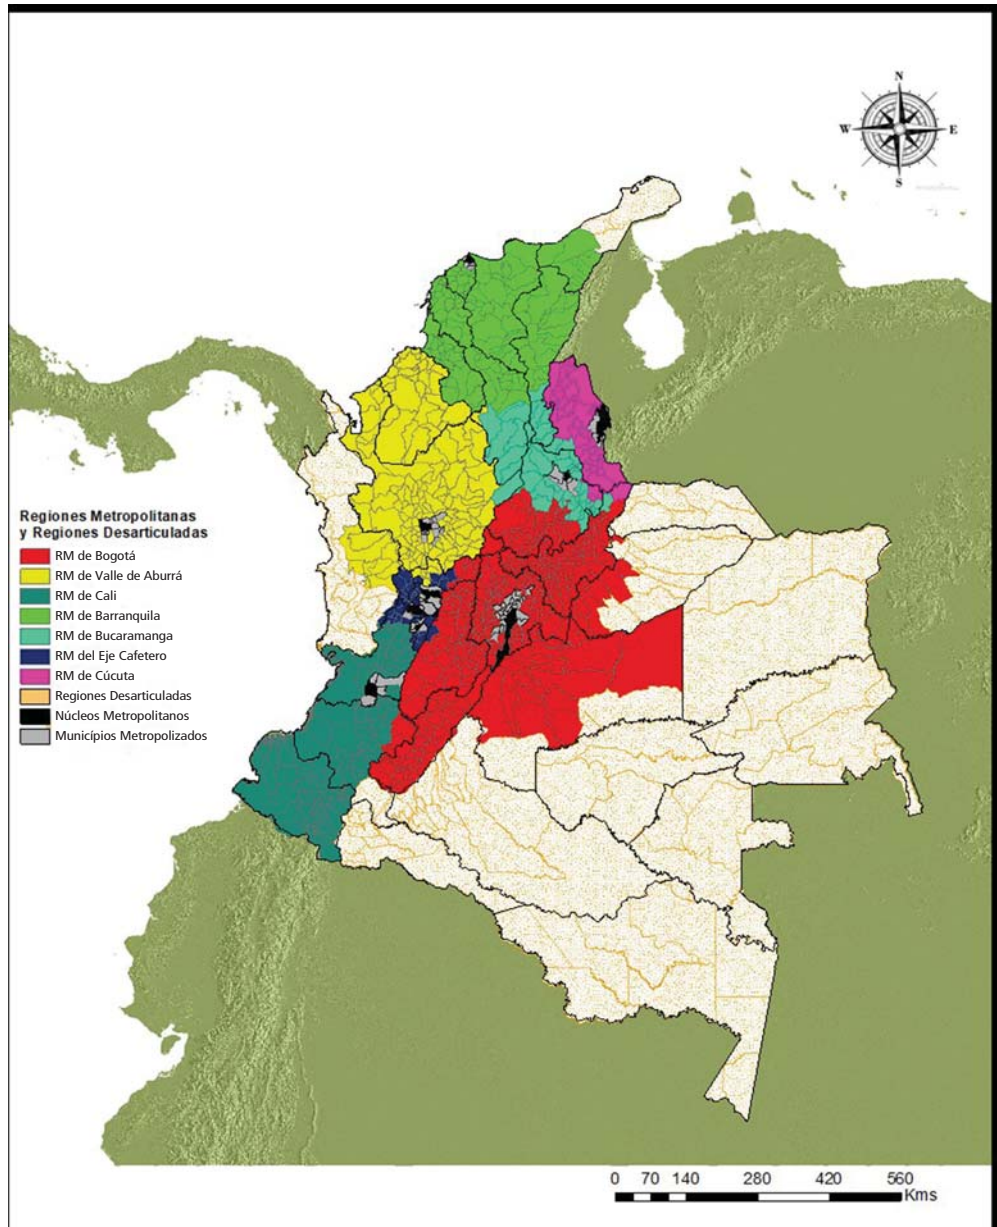 N
W
E
S
Regiones Metropolitanas
y Regiones Desarticuladas
RM de Bogotá
RM de Valle de Aburrá
RM de Cali
RM de Barranquila
RM de Bucaramanga
RM del Eje Cafetero
RM de Cúcuta
Regiones Desarticuladas
Núcleos Metropolitanos
Municípios Metropolizados
0 70 140 280 420 560
Kms